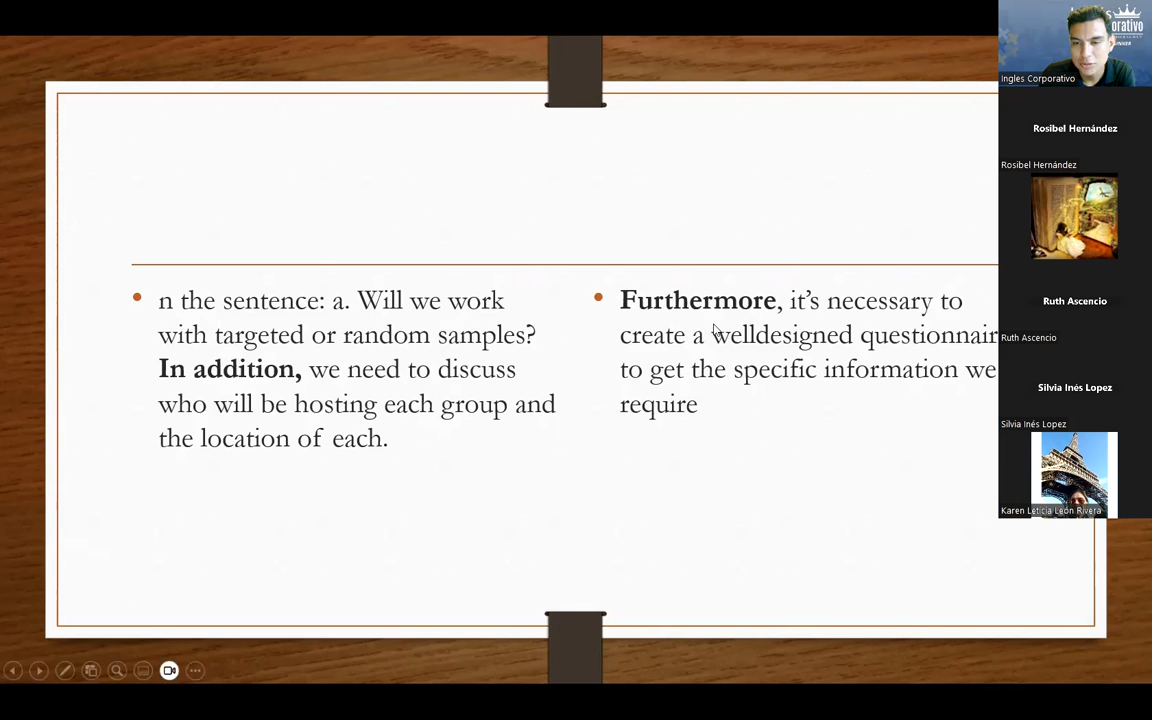 n the sentence: a. Will we work
with targeted or random samples?
In addition, we need to discuss
who will be hosting each group and
the location of each.
Furthermore, it's necessary to
create a welldesigned questionnair
to get the specific information we
require
orativo
Ingles Corporativo
Rosibel Hernández
Rosibel Hernández
Ruth Ascencio
Ruth Ascencio
Silvia Inés Lopez
Silvia Inés Lopez
Karen Leticia León Rivera